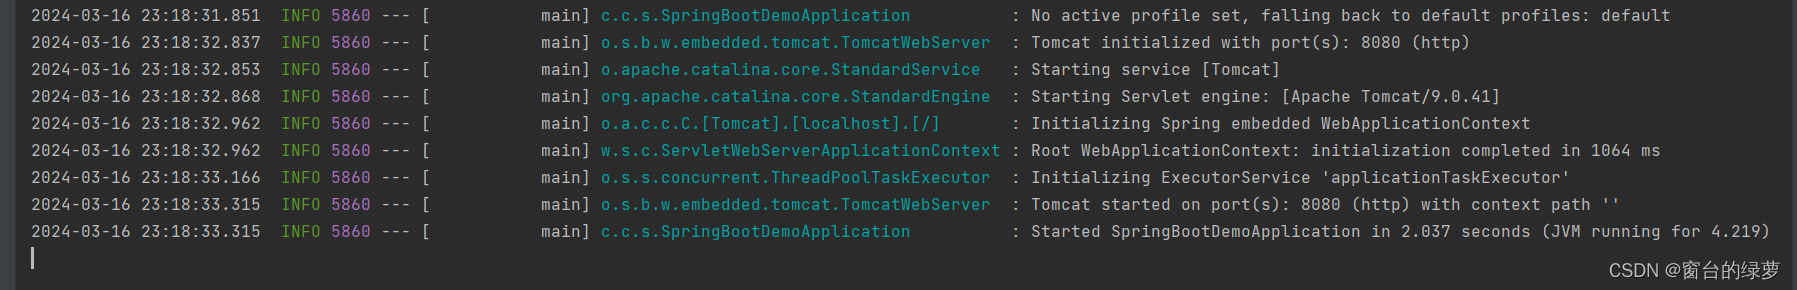 2024-03-16 23:18:31.851  INFO 5860 --- [           main] c.c.s.SpringBootDemoApplication          : No active profile set, falling back to default profiles: default
2024-03-16 23:18:32.837  INFO 5860 --- [           main] o.s.b.w.embedded.tomcat.TomcatWebServer  : Tomcat initialized with port(s): 8080 (http)
2024-03-16 23:18:32.853  INFO 5860 --- [           main] o.apache.catalina.core.StandardService   : Starting service [Tomcat]
2024-03-16 23:18:32.868  INFO 5860 --- [           main] org.apache.catalina.core.StandardEngine  : Starting Servlet engine: [Apache Tomcat/9.0.41]
2024-03-16 23:18:32.962  INFO 5860 --- [           main] o.a.c.c.C.[Tomcat].[localhost].[/]       : Initializing Spring embedded WebApplicationContext
2024-03-16 23:18:32.962  INFO 5860 --- [           main] w.s.c.ServletWebServerApplicationContext : Root WebApplicationContext: initialization completed in 1064 ms
2024-03-16 23:18:33.166  INFO 5860 --- [           main] o.s.s.concurrent.ThreadPoolTaskExecutor  : Initializing ExecutorService 'applicationTaskExecutor'
2024-03-16 23:18:33.315  INFO 5860 --- [           main] o.s.b.w.embedded.tomcat.TomcatWebServer  : Tomcat started on port(s): 8080 (http) with context path ''
2024-03-16 23:18:33.315  INFO 5860 --- [           main] c.c.s.SpringBootDemoApplication          : Started SpringBootDemoApplication in 2.037 seconds (JVM running for 4.219)
CSDN @窗台的绿萝